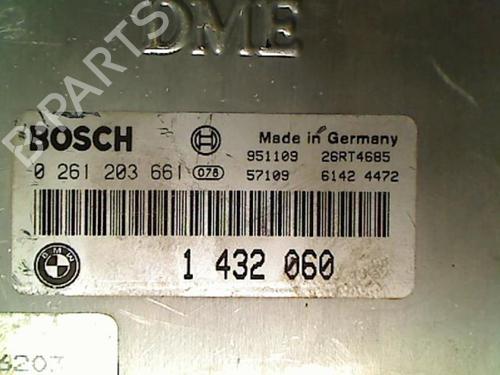 DME
B-PARTS
BOSCH
Made in Germany
951109 26RT4685
0 261 203 661 078
57109 6142 4472
BMW
1 432 060